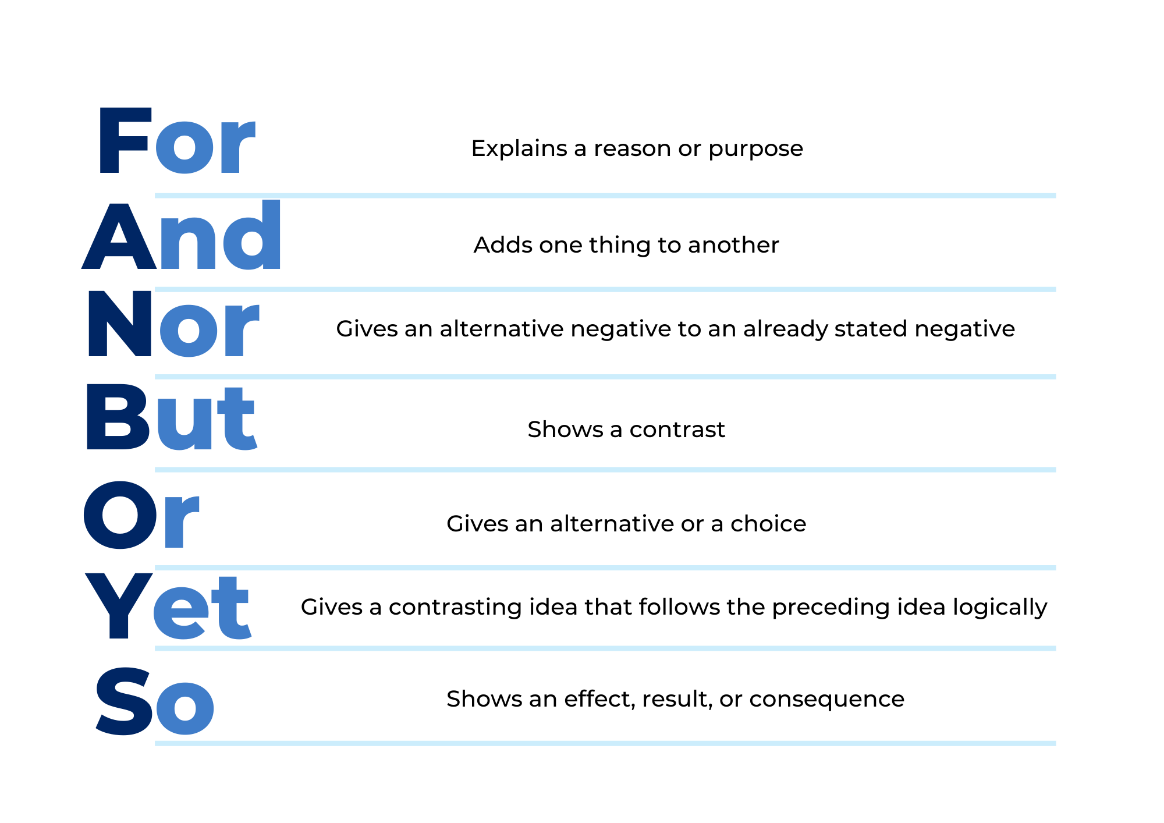 For Explains a reason or purpose
And Adds one thing to another
Nor Gives an alternative negative to an already stated negative
But Shows a contrast
Or Gives an alternative or a choice
Yet Gives a contrasting idea that follows the preceding idea logically
So Shows an effect, result, or consequence